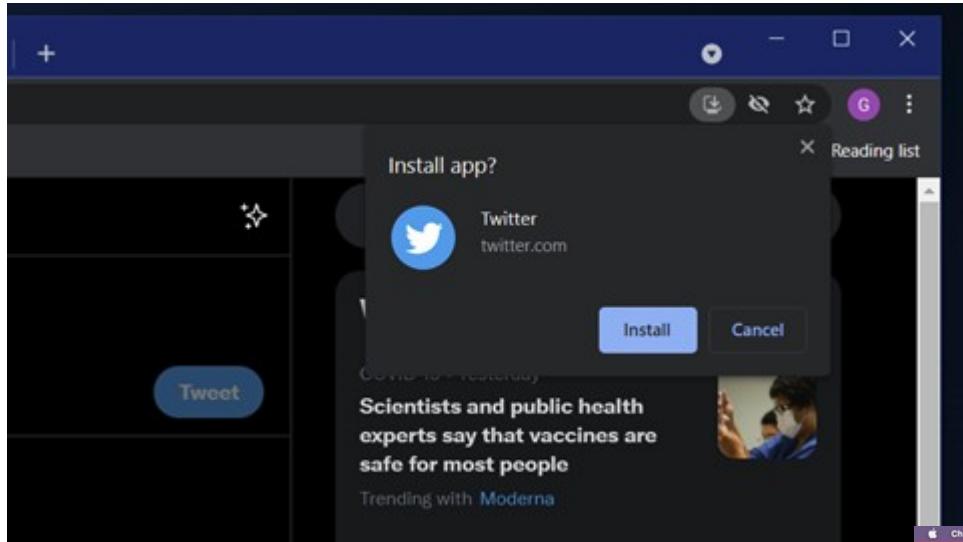 G
Reading list
Install app?
Twitter
twitter.com
Install
Cancel
Tweet
Scientists and public health
experts say that vaccines are
safe for most people
Trending with Moderna
Ch